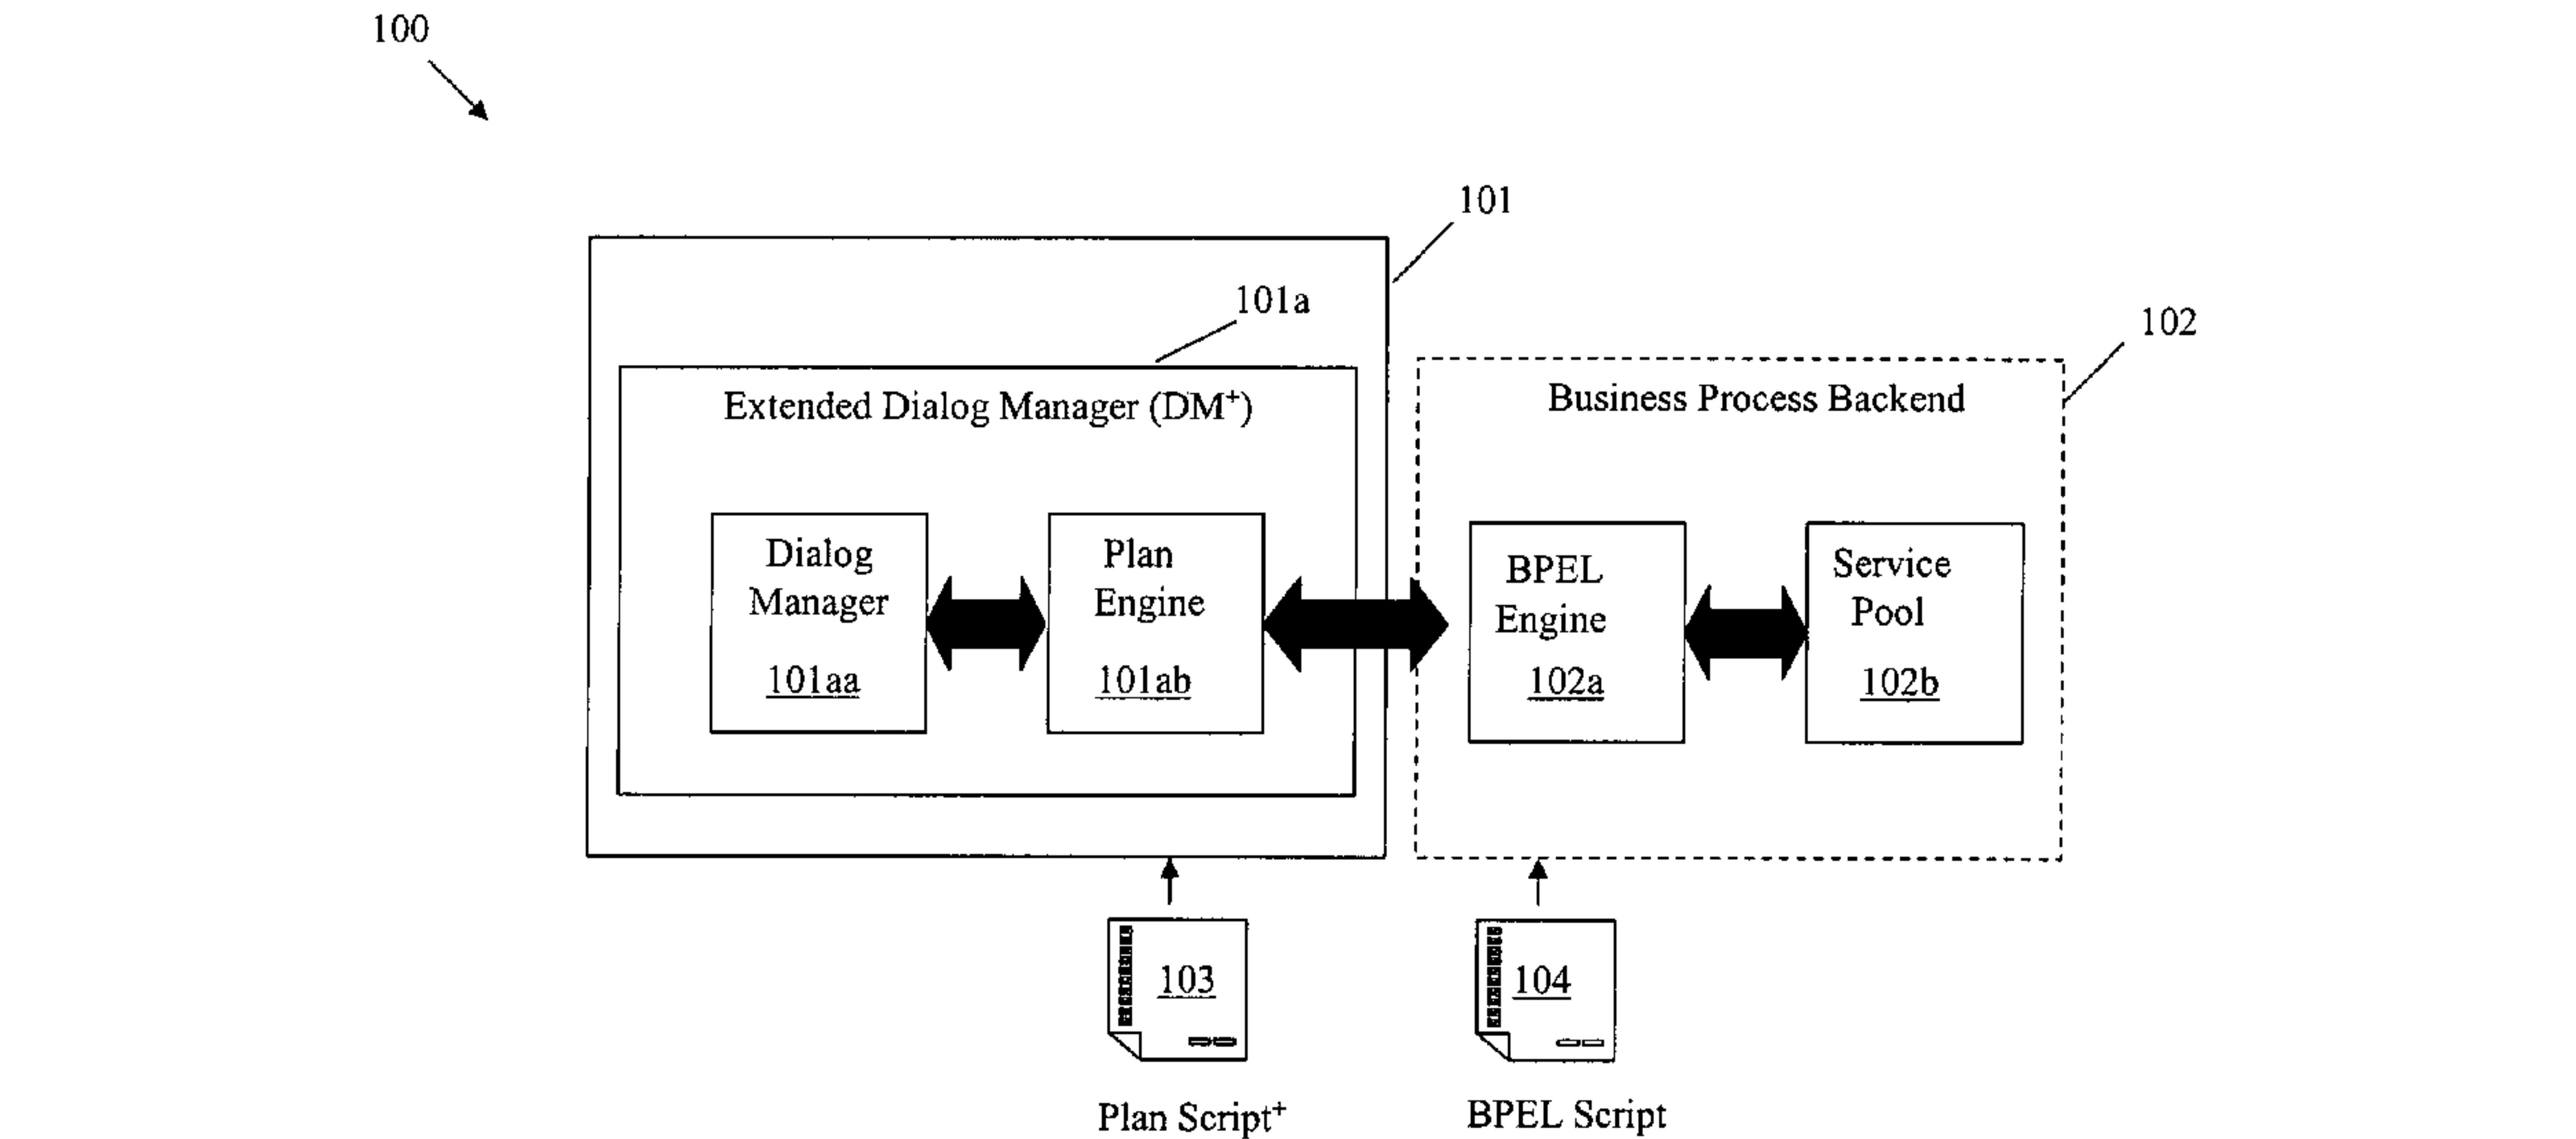 100
101
101a
102
Extended Dialog Manager (DM⁺)
Business Process Backend
Dialog
Manager
101aa
Plan
Engine
101ab
BPEL
Engine
102a
Service
Pool
102b
103
104
Plan Script⁺
BPEL Script